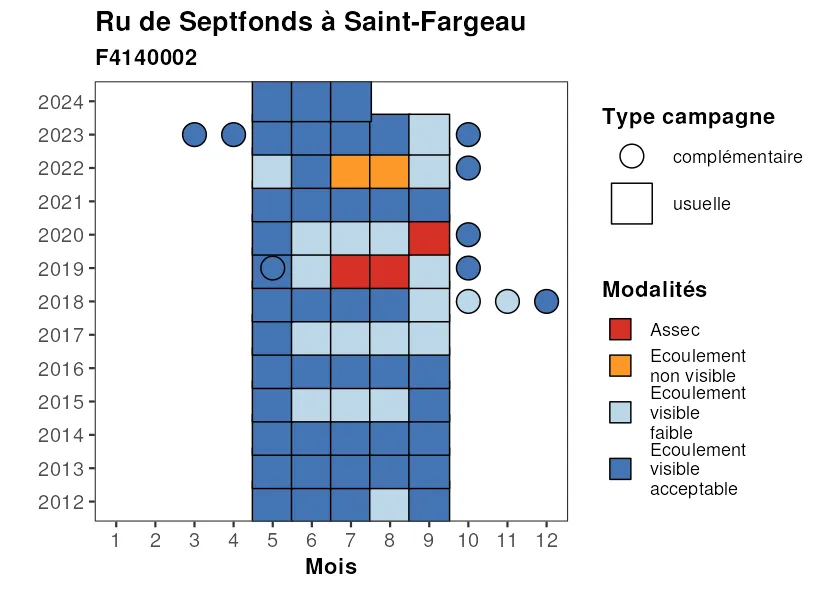 Ru de Septfonds à Saint-Fargeau
F4140002
2024
2023
2022
2021
2020
2019
2018
2017
2016
2015
2014
2013
2012
1 2 3 4 5 6 7 8 9 10 11 12
Mois
Type campagne
complémentaire
usuelle
Modalités
Assec
Ecoulement
non visible
Ecoulement
visible
faible
Ecoulement
visible
acceptable